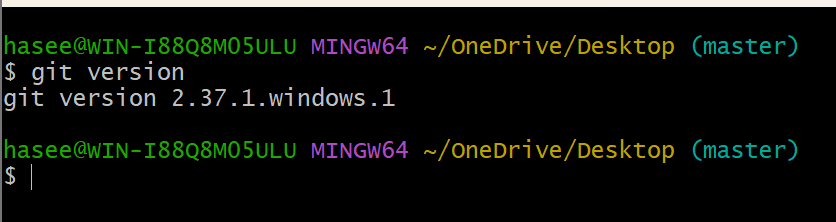 hasee@WIN-I88Q8MO5ULU MINGW64 ~/OneDrive/Desktop (master)
$ git version
git version 2.37.1.windows.1
hasee@WIN-I88Q8MO5ULU MINGW64 ~/OneDrive/Desktop (master)
$